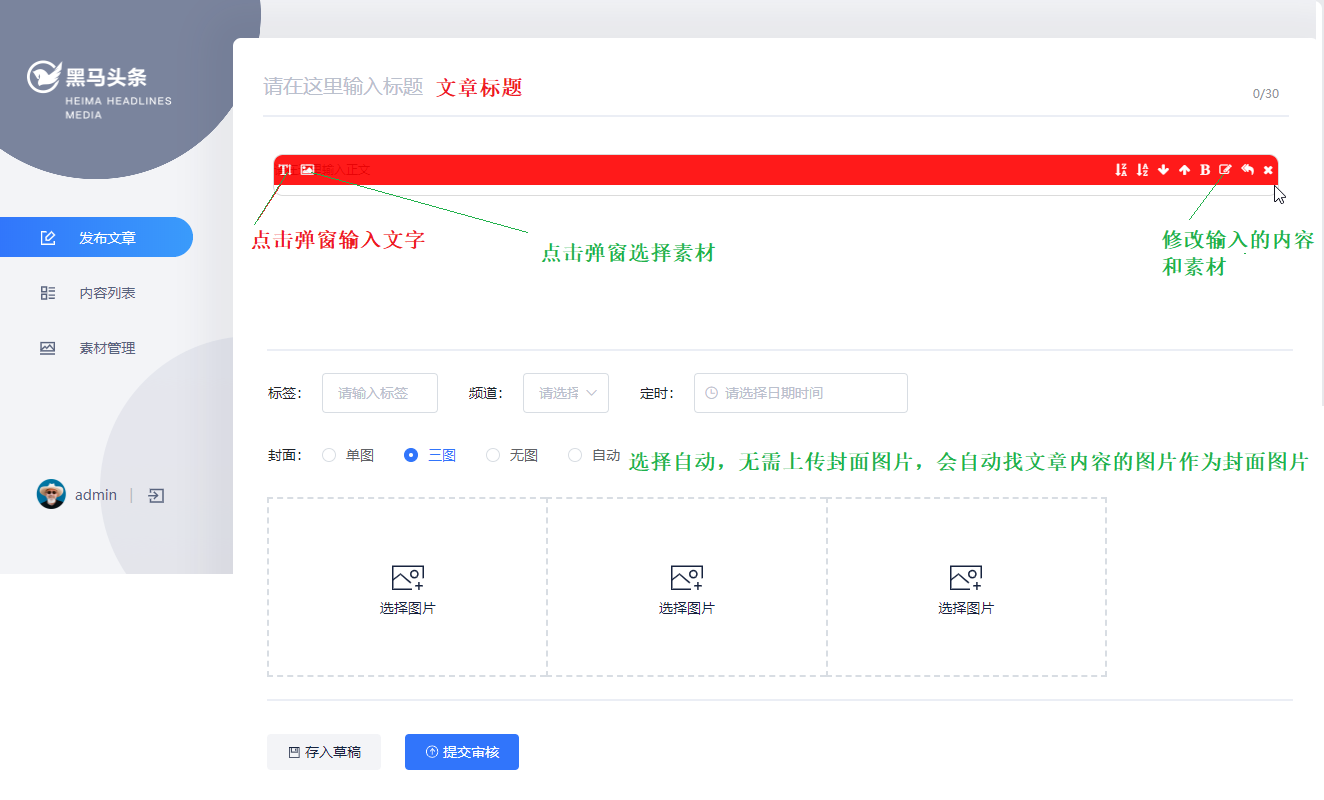 黑马头条
HEIMA HEADLINES
MEDIA
发布文章
内容列表
素材管理
admin
请在这里输入标题 文章标题
0/30
输入正文
点击弹窗输入文字
点击弹窗选择素材
修改输入的内容
和素材
标签： 请输入标签 频道： 请选择 定时： 请选择日期时间
封面： 单图 三图 无图 自动 选择自动，无需上传封面图片，会自动找文章内容的图片作为封面图片
选择图片 选择图片 选择图片
存入草稿 提交审核